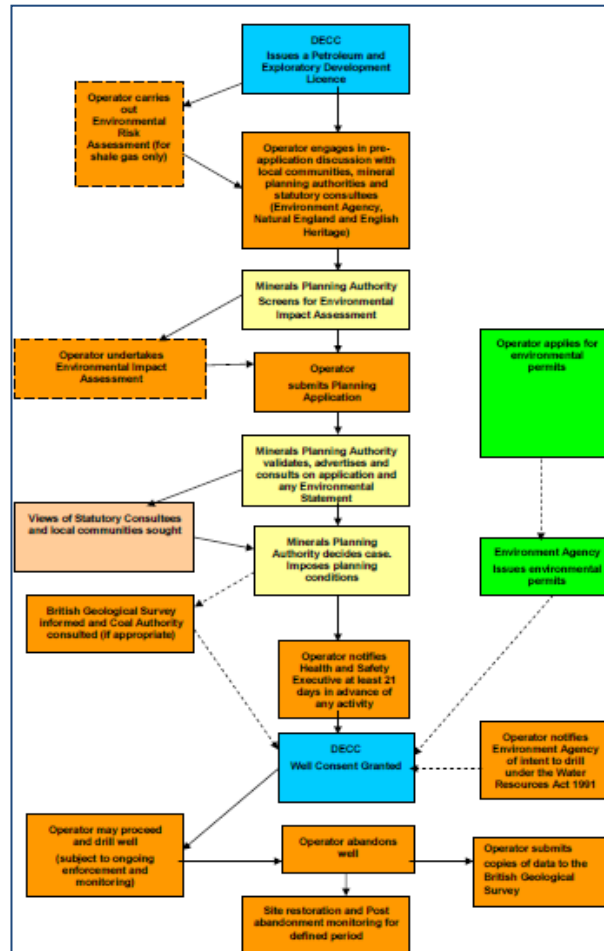 DECC
Issues a Petroleum and
Exploratory Development
Licence
Operator carries
out
Environmental
Risk
Assessment (for
shale gas only)
Operator engages in pre-
application discussion with
local communities, mineral
planning authorities and
statutory consultees
(Environment Agency,
Natural England and English
Heritage)
Minerals Planning Authority
Screens for Environmental
Impact Assessment
Operator undertakes
Environmental Impact
Assessment
Operator
submits Planning
Application
Operator applies for
environmental
permits
Minerals Planning Authority
validates, advertises and
consults on application and
any Environmental
Statement
Views of Statutory Consultees
and local communities sought
Minerals Planning
Authority decides case.
Imposes planning
conditions
Environment Agency
Issues environmental
permits
British Geological Survey
informed and Coal Authority
consulted (if appropriate)
Operator notifies
Health and Safety
Executive at least 21
days in advance of
any activity
DECC
Well Consent Granted
Operator notifies
Environment Agency
of intent to drill
under the Water
Resources Act 1991
Operator may proceed
and drill well
(subject to ongoing
enforcement and
monitoring)
Operator abandons
well
Operator submits
copies of data to the
British Geological
Survey
Site restoration and Post
abandonment monitoring for
defined period